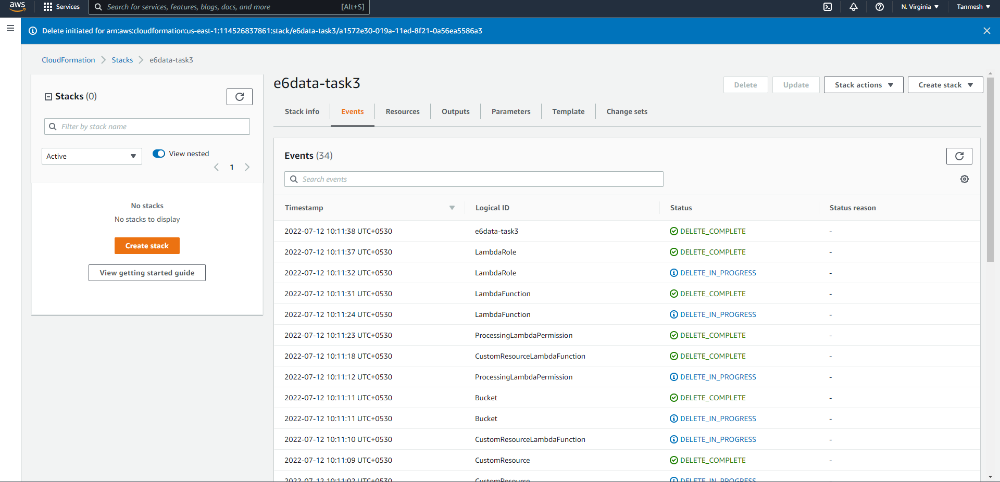 aws Services Search for services, features, blogs, docs, and more [Alt+S] N. Virginia Tanmesh
Delete initiated for arn:aws:cloudformation:us-east-1:114526837861:stack/e6data-task3/a1572e30-019a-11ed-8f21-0a56ea5586a3
CloudFormation Stacks e6data-task3
Stacks (0)
Filter by stack name
Active View nested
1
No stacks
No stacks to display
Create stack
View getting started guide
e6data-task3
Delete Update Stack actions Create stack
Stack info Events Resources Outputs Parameters Template Change sets
Events (34)
Search events
Timestamp Logical ID Status Status reason
2022-07-12 10:11:38 UTC+0530 e6data-task3 DELETE_COMPLETE -
2022-07-12 10:11:37 UTC+0530 LambdaRole DELETE_COMPLETE -
2022-07-12 10:11:32 UTC+0530 LambdaRole DELETE_IN_PROGRESS -
2022-07-12 10:11:31 UTC+0530 LambdaFunction DELETE_COMPLETE -
2022-07-12 10:11:24 UTC+0530 LambdaFunction DELETE_IN_PROGRESS -
2022-07-12 10:11:23 UTC+0530 ProcessingLambdaPermission DELETE_COMPLETE -
2022-07-12 10:11:18 UTC+0530 CustomResourceLambdaFunction DELETE_COMPLETE -
2022-07-12 10:11:12 UTC+0530 ProcessingLambdaPermission DELETE_IN_PROGRESS -
2022-07-12 10:11:11 UTC+0530 Bucket DELETE_COMPLETE -
2022-07-12 10:11:11 UTC+0530 Bucket DELETE_IN_PROGRESS -
2022-07-12 10:11:10 UTC+0530 CustomResourceLambdaFunction DELETE_IN_PROGRESS -
2022-07-12 10:11:09 UTC+0530 CustomResource DELETE_COMPLETE -
2022-07-12 10:11:02 UTC+0530 CustomResource DELETE_IN_PROGRESS